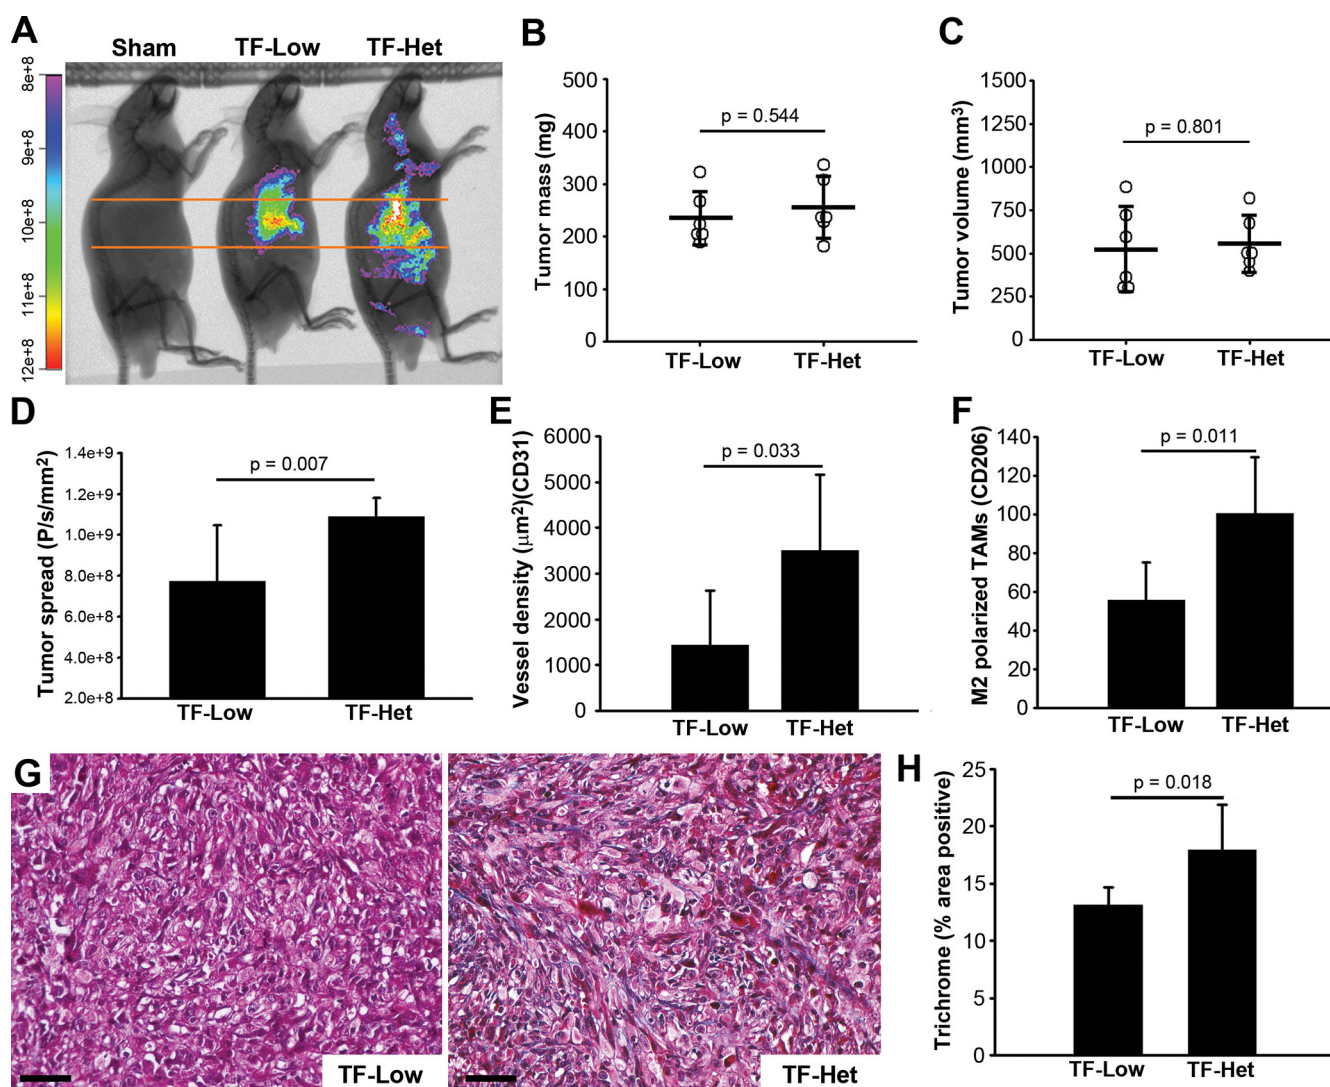 A
Sham TF-Low TF-Het
8e+8
9e+8
10e+8
11e+8
12e+8
B
Tumor mass (mg)
500
400
300
200
100
0
p = 0.544
TF-Low TF-Het
C
Tumor volume (mm³)
1500
1250
1000
750
500
250
0
p = 0.801
TF-Low TF-Het
D
Tumor spread (P/s/mm²)
1.4e+9
1.2e+9
1.0e+9
8.0e+8
6.0e+8
4.0e+8
2.0e+8
p = 0.007
TF-Low TF-Het
E
Vessel density (μm²)(CD31)
6000
5000
4000
3000
2000
1000
0
p = 0.033
TF-Low TF-Het
F
M2 polarized TAMs (CD206)
140
120
100
80
60
40
20
0
p = 0.011
TF-Low TF-Het
G
TF-Low
TF-Het
H
Trichrome (% area positive)
25
20
15
10
5
0
p = 0.018
TF-Low TF-Het